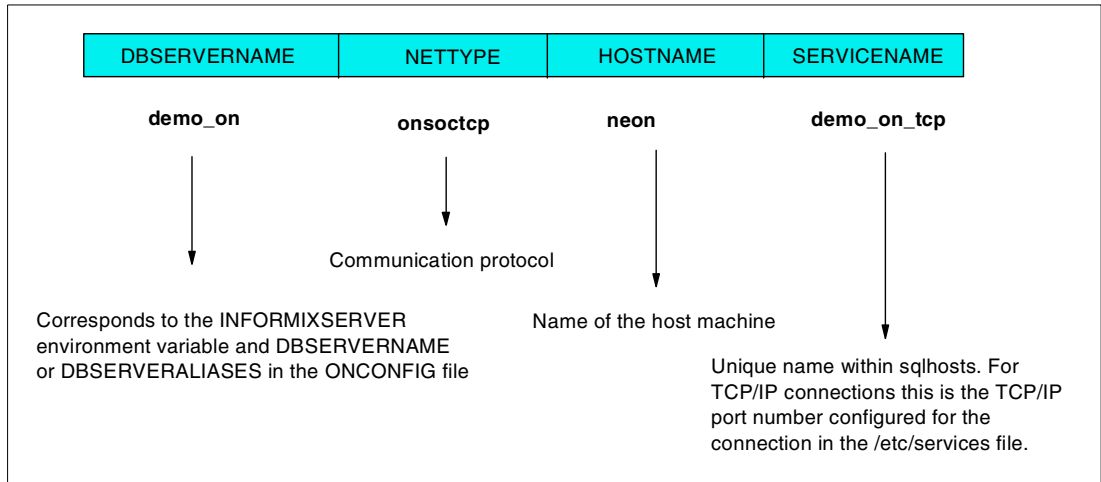 DBSERVERNAME NETTYPE HOSTNAME SERVICENAME
demo_on onsoctcp neon demo_on_tcp
Communication protocol
Corresponds to the INFORMIXSERVER
environment variable and DBSERVERNAME
or DBSERVERALIASES in the ONCONFIG file
Name of the host machine
Unique name within sqlhosts. For
TCP/IP connections this is the TCP/IP
port number configured for the
connection in the /etc/services file.